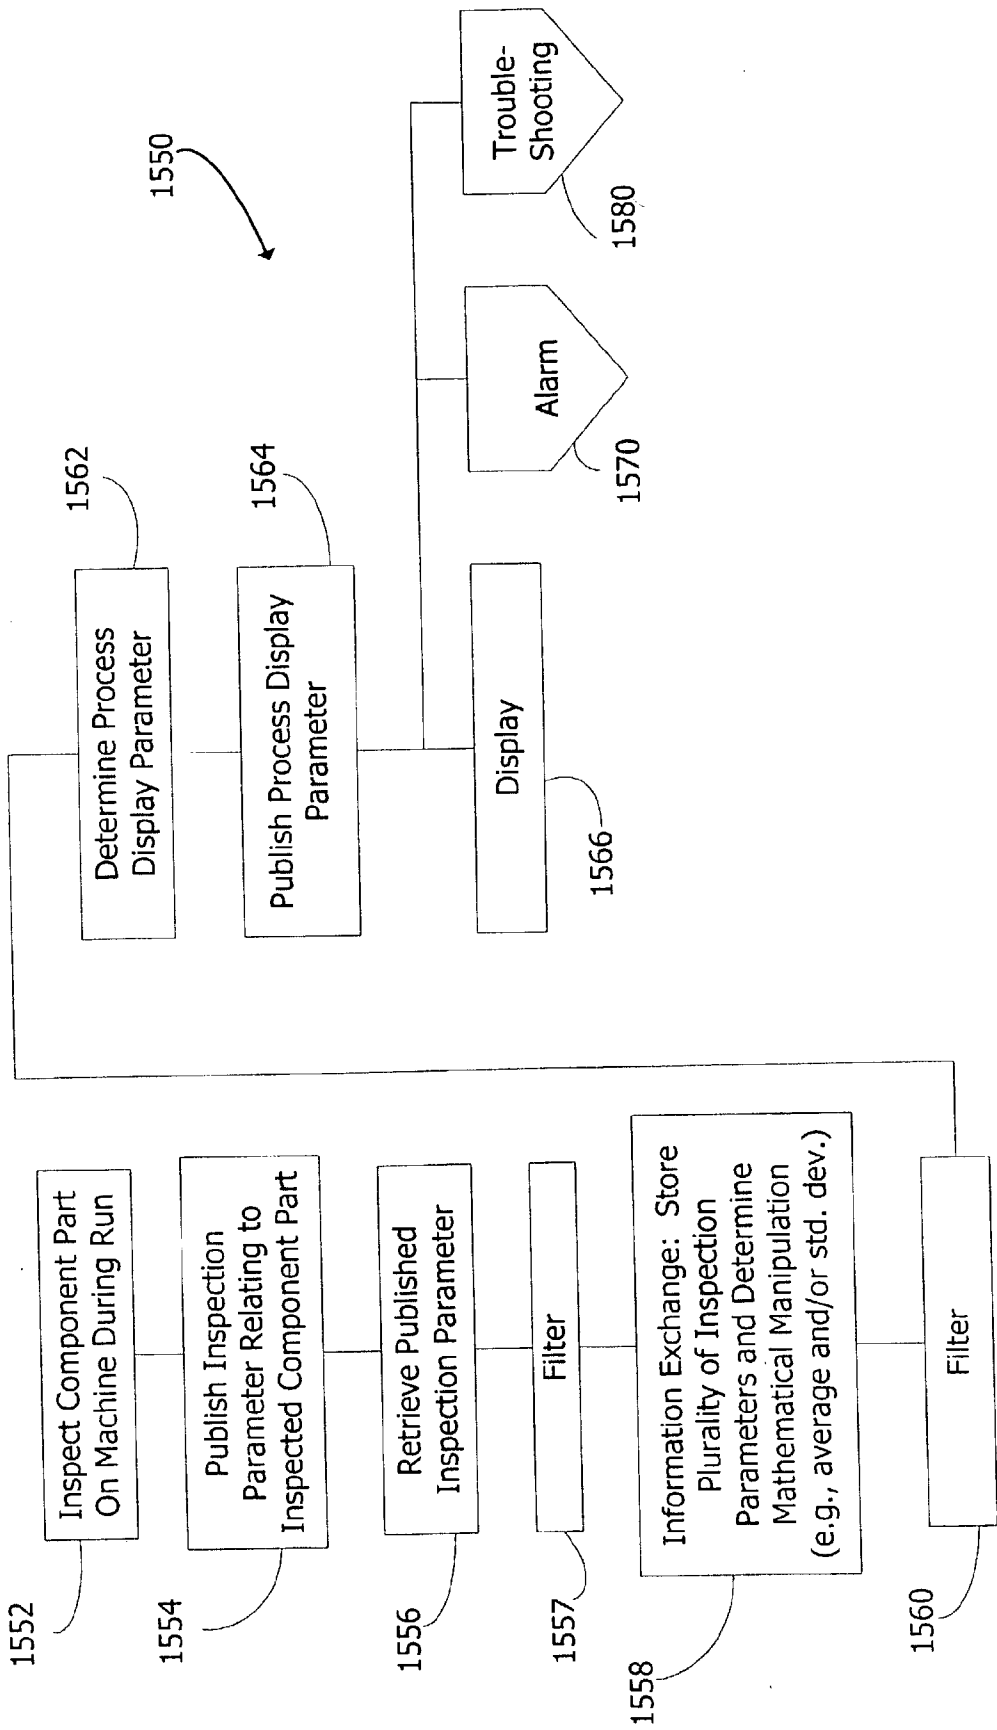 1550
1552
Inspect Component Part
On Machine During Run
1554
Publish Inspection
Parameter Relating to
Inspected Component Part
1556
Retrieve Published
Inspection Parameter
1557
Filter
1558
Information Exchange: Store
Plurality of Inspection
Parameters and Determine
Mathematical Manipulation
(e.g., average and/or std. dev.)
1560
Filter
1562
Determine Process
Display Parameter
1564
Publish Process Display
Parameter
1566
Display
1570
Alarm
1580
Trouble-
Shooting